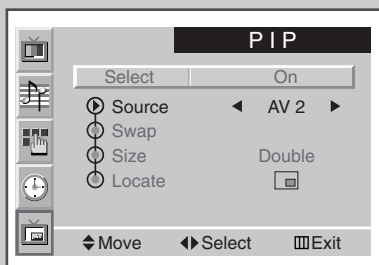 PIP
Select On
Source AV 2
Swap
Size Double
Locate
Move Select Exit